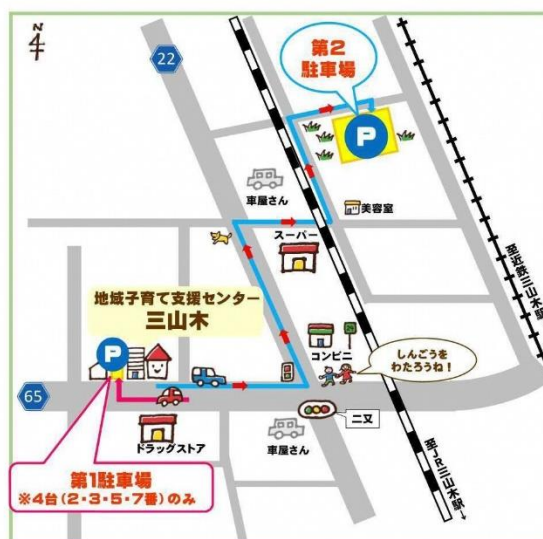 N
22
第2
駐車場
P
車屋さん
美容室
スーパー
至近鉄三山木駅
地域子育て支援センター
三山木
P
コンビニ
しんごうを
わたろうね！
65
ドラッグストア
二又
車屋さん
至JR三山木駅→
第1駐車場
※4台(2・3・5・7番)のみ